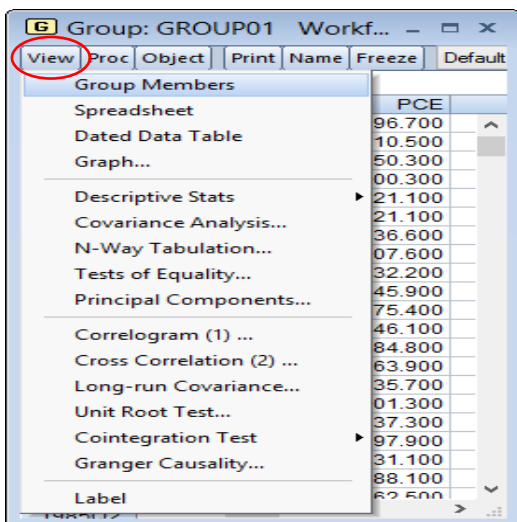 G Group: GROUP01 Workf...
View Proc Object Print Name Freeze Default
Group Members
Spreadsheet
Dated Data Table
Graph...
Descriptive Stats
Covariance Analysis...
N-Way Tabulation...
Tests of Equality...
Principal Components...
Correlogram (1) ...
Cross Correlation (2) ...
Long-run Covariance...
Unit Root Test...
Cointegration Test
Granger Causality...
Label
PCE
96.700
10.500
50.300
00.300
21.100
21.100
36.600
07.600
32.200
45.900
75.400
46.100
84.800
63.900
35.700
01.300
37.300
97.900
31.100
88.100
62.500
1985Q2